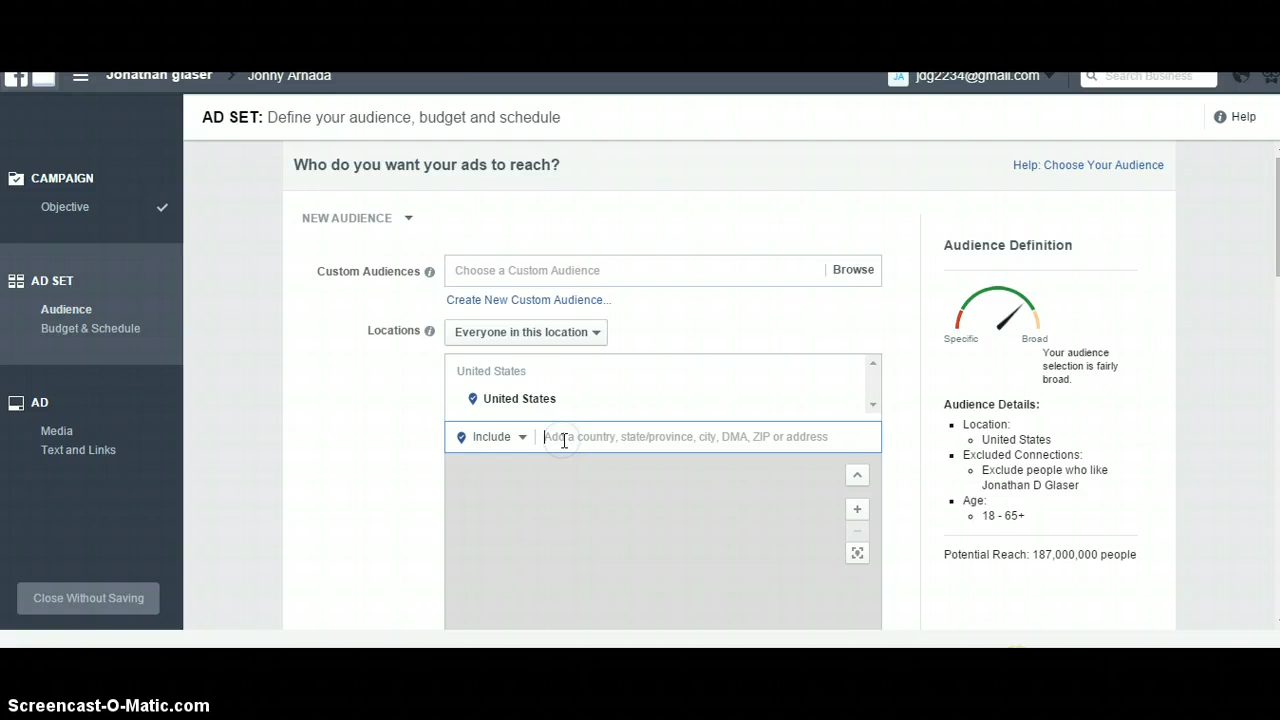 Jonathan glaser > Jonny Arnada
JA jdg2234@gmail.com
Search Business
AD SET: Define your audience, budget and schedule
Help
CAMPAIGN
Objective
AD SET
Audience
Budget & Schedule
AD
Media
Text and Links
Close Without Saving
Who do you want your ads to reach?
Help: Choose Your Audience
NEW AUDIENCE
Custom Audiences
Choose a Custom Audience
Browse
Create New Custom Audience...
Locations
Everyone in this location
United States
United States
Include
Add a country, state/province, city, DMA, ZIP or address
Audience Definition
Specific
Broad
Your audience
selection is fairly
broad.
Audience Details:
Location:
United States
Excluded Connections:
Exclude people who like
Jonathan D Glaser
Age:
18 - 65+
Potential Reach: 187,000,000 people
Screencast-O-Matic.com